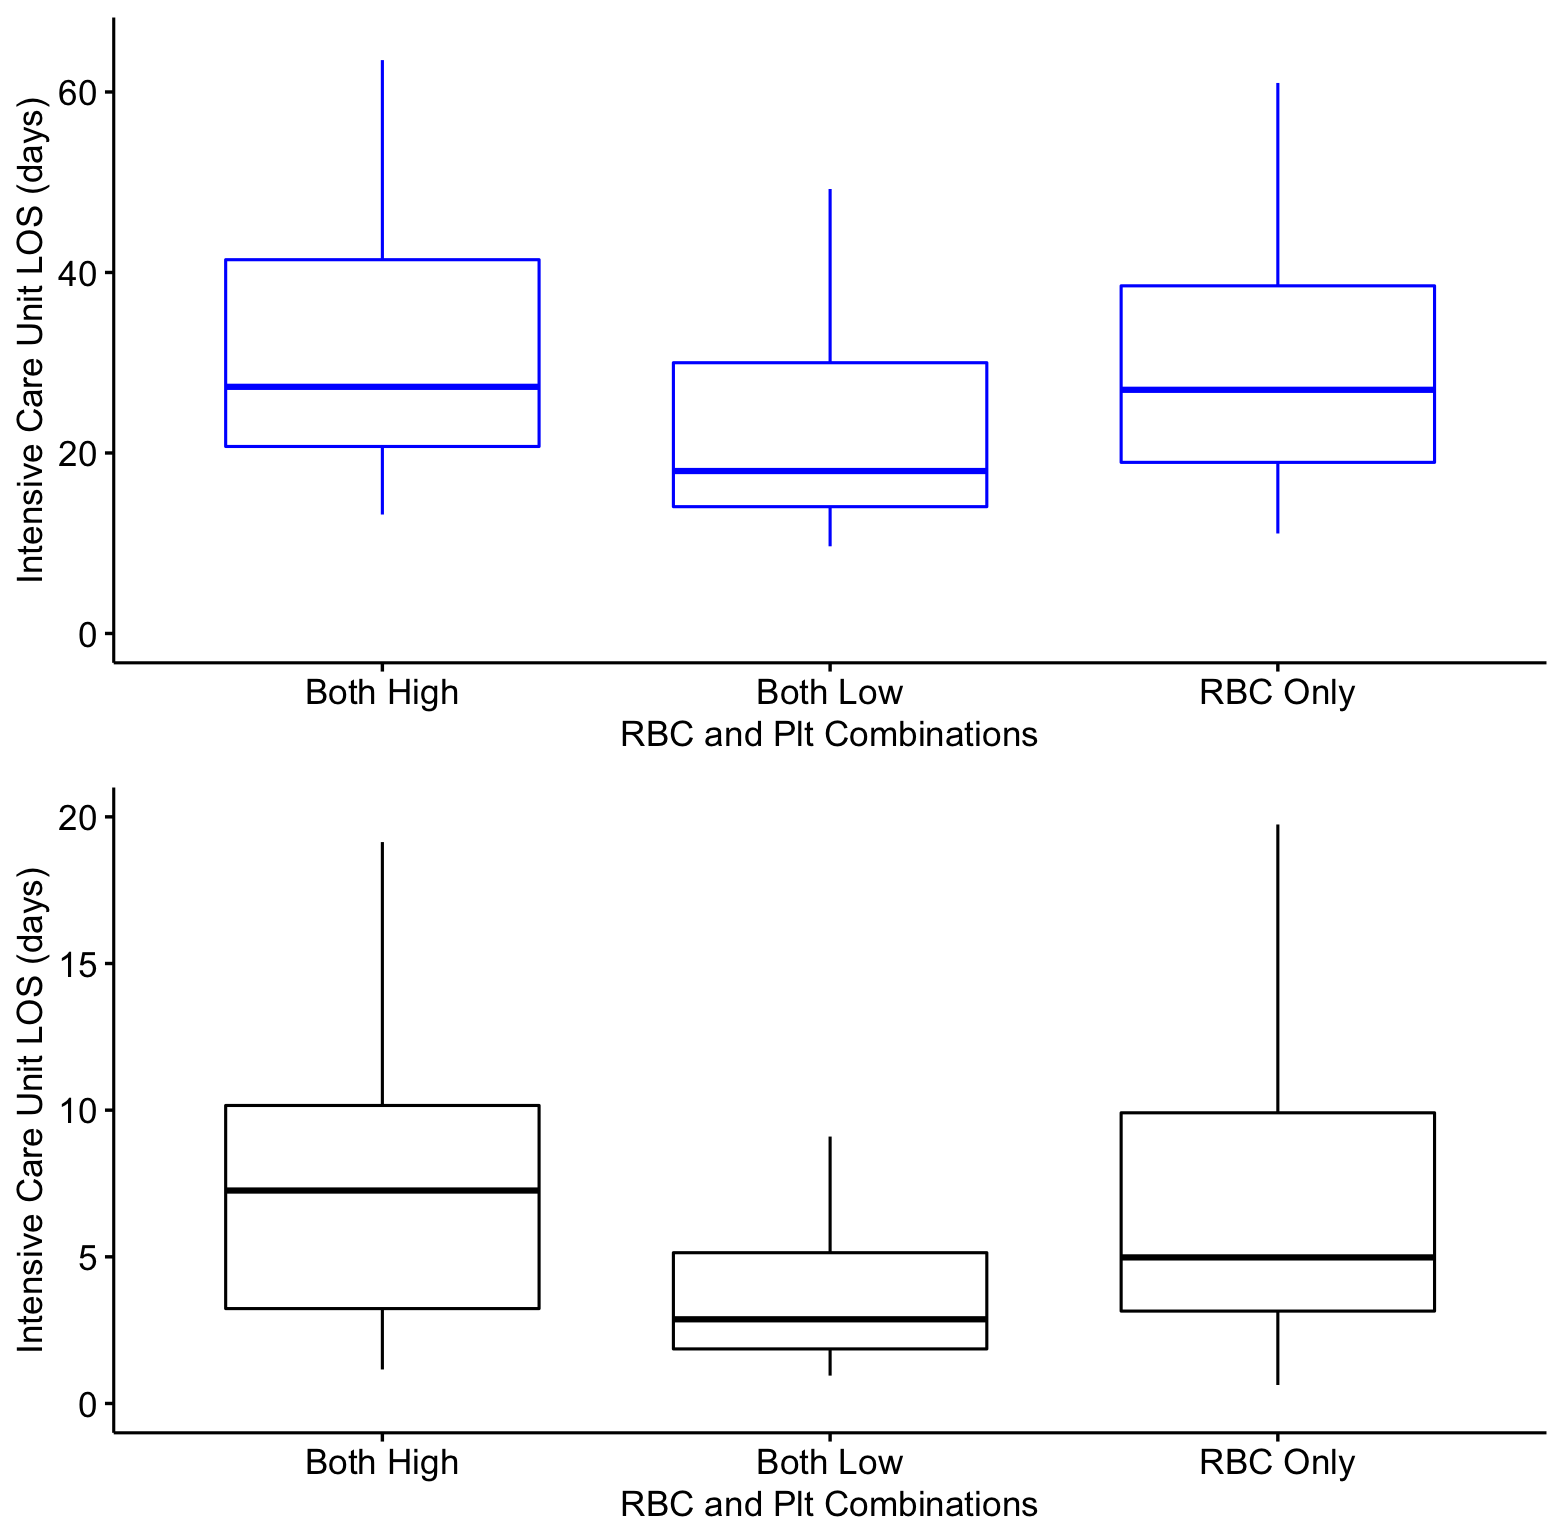 Intensive Care Unit LOS (days)
60
40
20
0
Both High
Both Low
RBC Only
RBC and Plt Combinations
Intensive Care Unit LOS (days)
20
15
10
5
0
Both High
Both Low
RBC Only
RBC and Plt Combinations